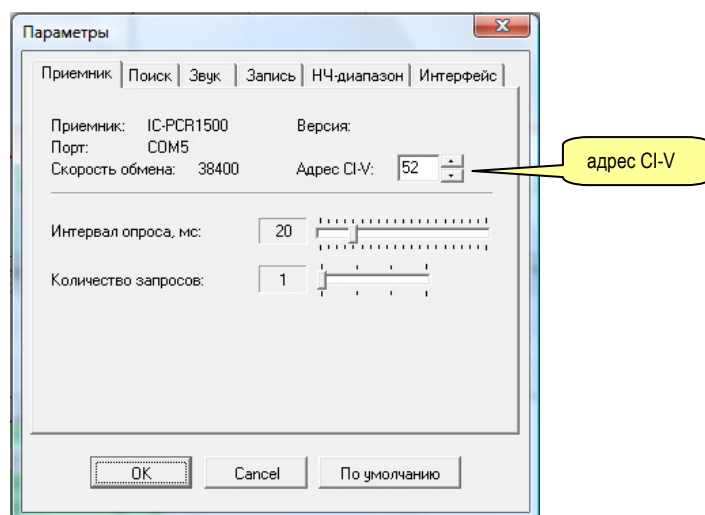 Параметры
Приемник Поиск Звук Запись НЧ-диапазон Интерфейс
Приемник: IC-PCR1500 Версия:
Порт: COM5
Скорость обмена: 38400 Адрес CI-V: 52
адрес CI-V
Интервал опроса, мс: 20
Количество запросов: 1
OK Cancel По умолчанию